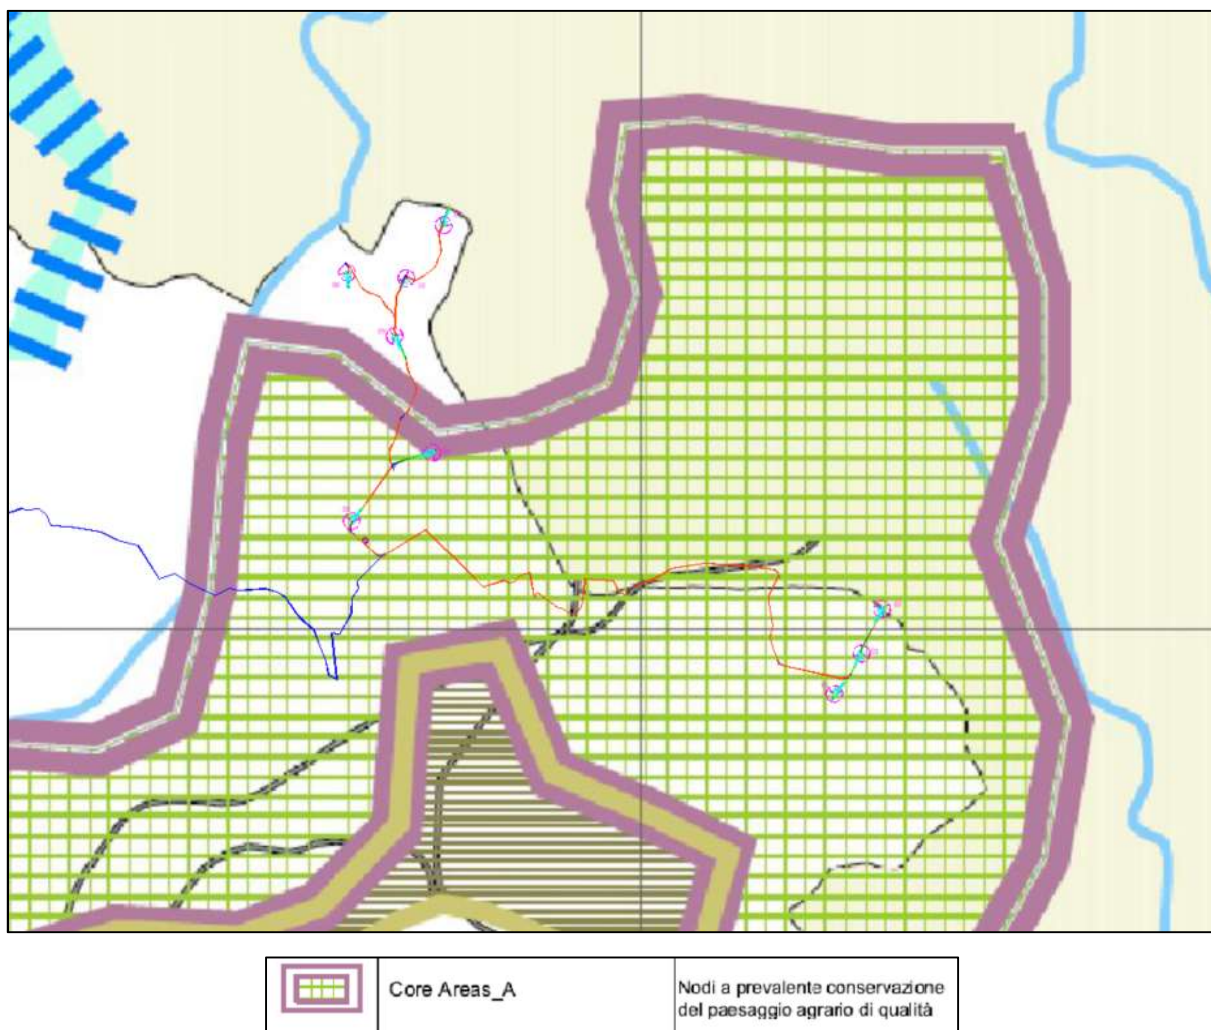 Core Areas_A
Nodi a prevalente conservazione
del paesaggio agrario di qualità